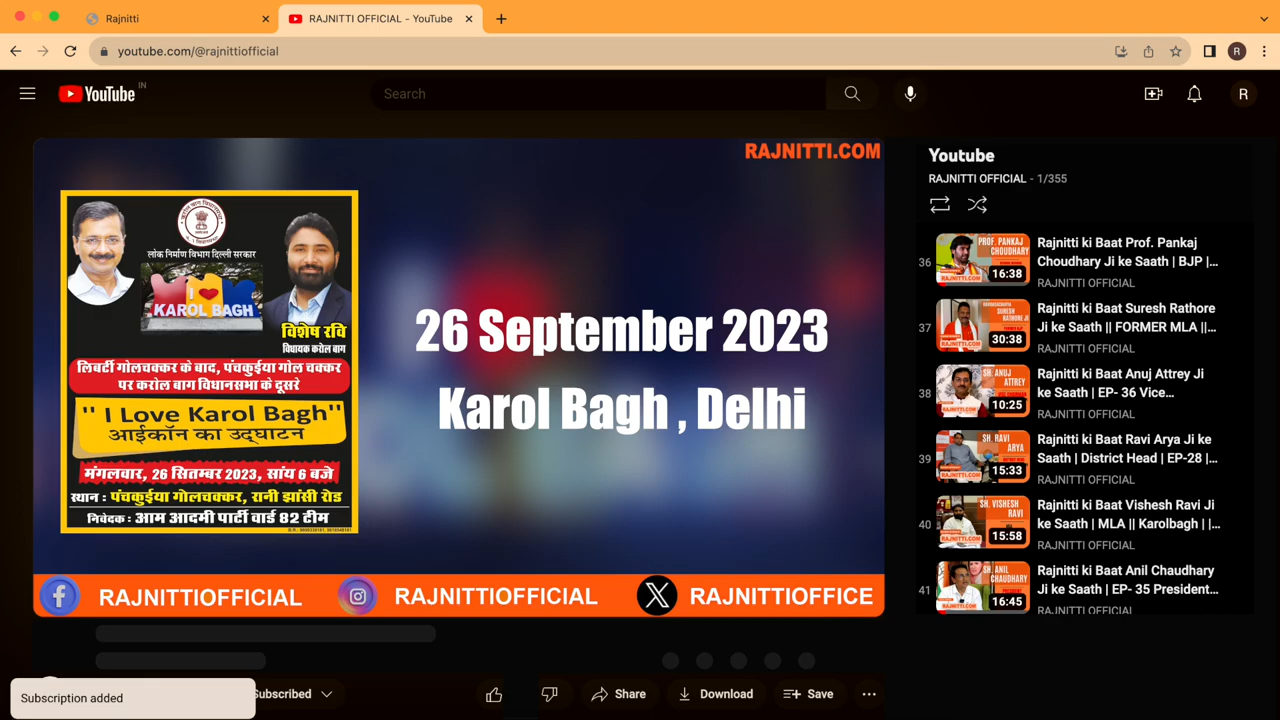 Rajnitti
RAJNITTI OFFICIAL - YouTube
youtube.com/@rajnittiofficial
R
YouTube IN
Search
R
RAJNITTI.COM
लोक निर्माण विभाग दिल्ली सरकार
I ❤ KAROL BAGH
विशेष रवि
विधायक करोल बाग
लिबर्टी गोलचक्कर के बाद, पंचकुईया गोल चक्कर
पर करोल बाग विधानसभा के दूसरे
'' I Love Karol Bagh''
आईकॉन का उद्घाटन
मंगलवार, 26 सितम्बर 2023, सांय 6 बजे
स्थान : पंचकुईया गोलचक्कर, रानी झांसी रोड
निवेदक : आम आदमी पार्टी वार्ड 82 टीम
26 September 2023
Karol Bagh , Delhi
RAJNITTIOFFICIAL
RAJNITTIOFFICIAL
RAJNITTIOFFICE
Youtube
RAJNITTI OFFICIAL - 1/355
36
PROF. PANKAJ
CHOUDHARY
16:38
Rajnitti ki Baat Prof. Pankaj
Choudhary Ji ke Saath | BJP |...
RAJNITTI OFFICIAL
37
SURESH
RATHORE JI
30:38
Rajnitti ki Baat Suresh Rathore
Ji ke Saath || FORMER MLA ||...
RAJNITTI OFFICIAL
38
SH. ANUJ
ATTREY
10:25
Rajnitti ki Baat Anuj Attrey Ji
ke Saath | EP- 36 Vice...
RAJNITTI OFFICIAL
39
SH. RAVI
ARYA
15:33
Rajnitti ki Baat Ravi Arya Ji ke
Saath | District Head | EP-28 |...
RAJNITTI OFFICIAL
40
SH. VISHESH
RAVI
15:58
Rajnitti ki Baat Vishesh Ravi Ji
ke Saath | MLA || Karolbagh | |...
RAJNITTI OFFICIAL
41
SH. ANIL
CHAUDHARY
16:45
Rajnitti ki Baat Anil Chaudhary
Ji ke Saath | EP- 35 President...
RAJNITTI OFFICIAL
Subscription added
Subscribed
Share
Download
Save